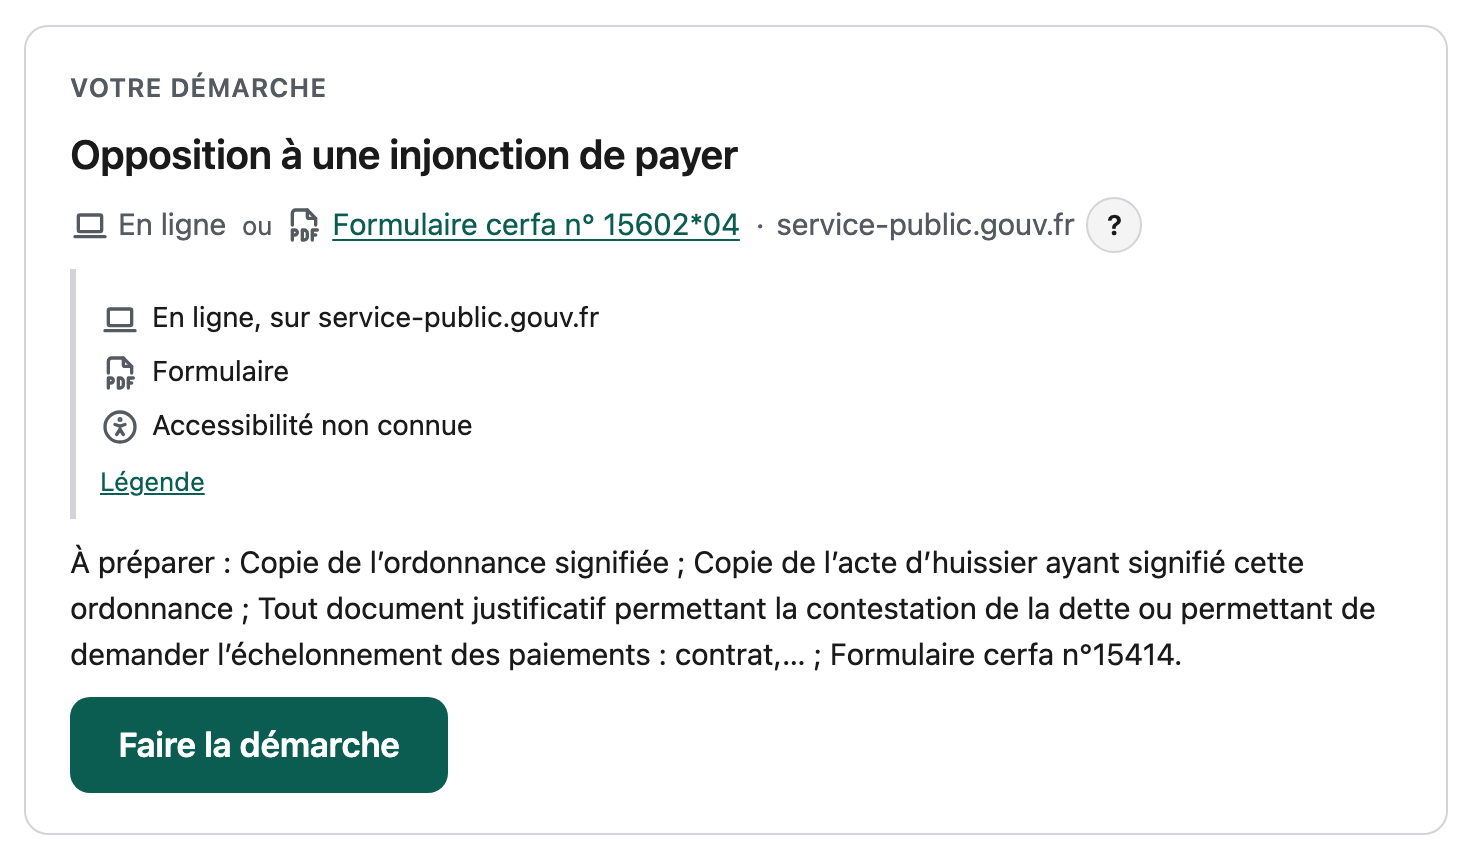 VOTRE DÉMARCHE
Opposition à une injonction de payer
En ligne ou PDF Formulaire cerfa n° 15602*04 · service-public.gouv.fr ?
En ligne, sur service-public.gouv.fr
PDF Formulaire
Accessibilité non connue
Légende
À préparer : Copie de l’ordonnance signifiée ; Copie de l’acte d’huissier ayant signifié cette
ordonnance ; Tout document justificatif permettant la contestation de la dette ou permettant de
demander l’échelonnement des paiements : contrat,... ; Formulaire cerfa n°15414.
Faire la démarche